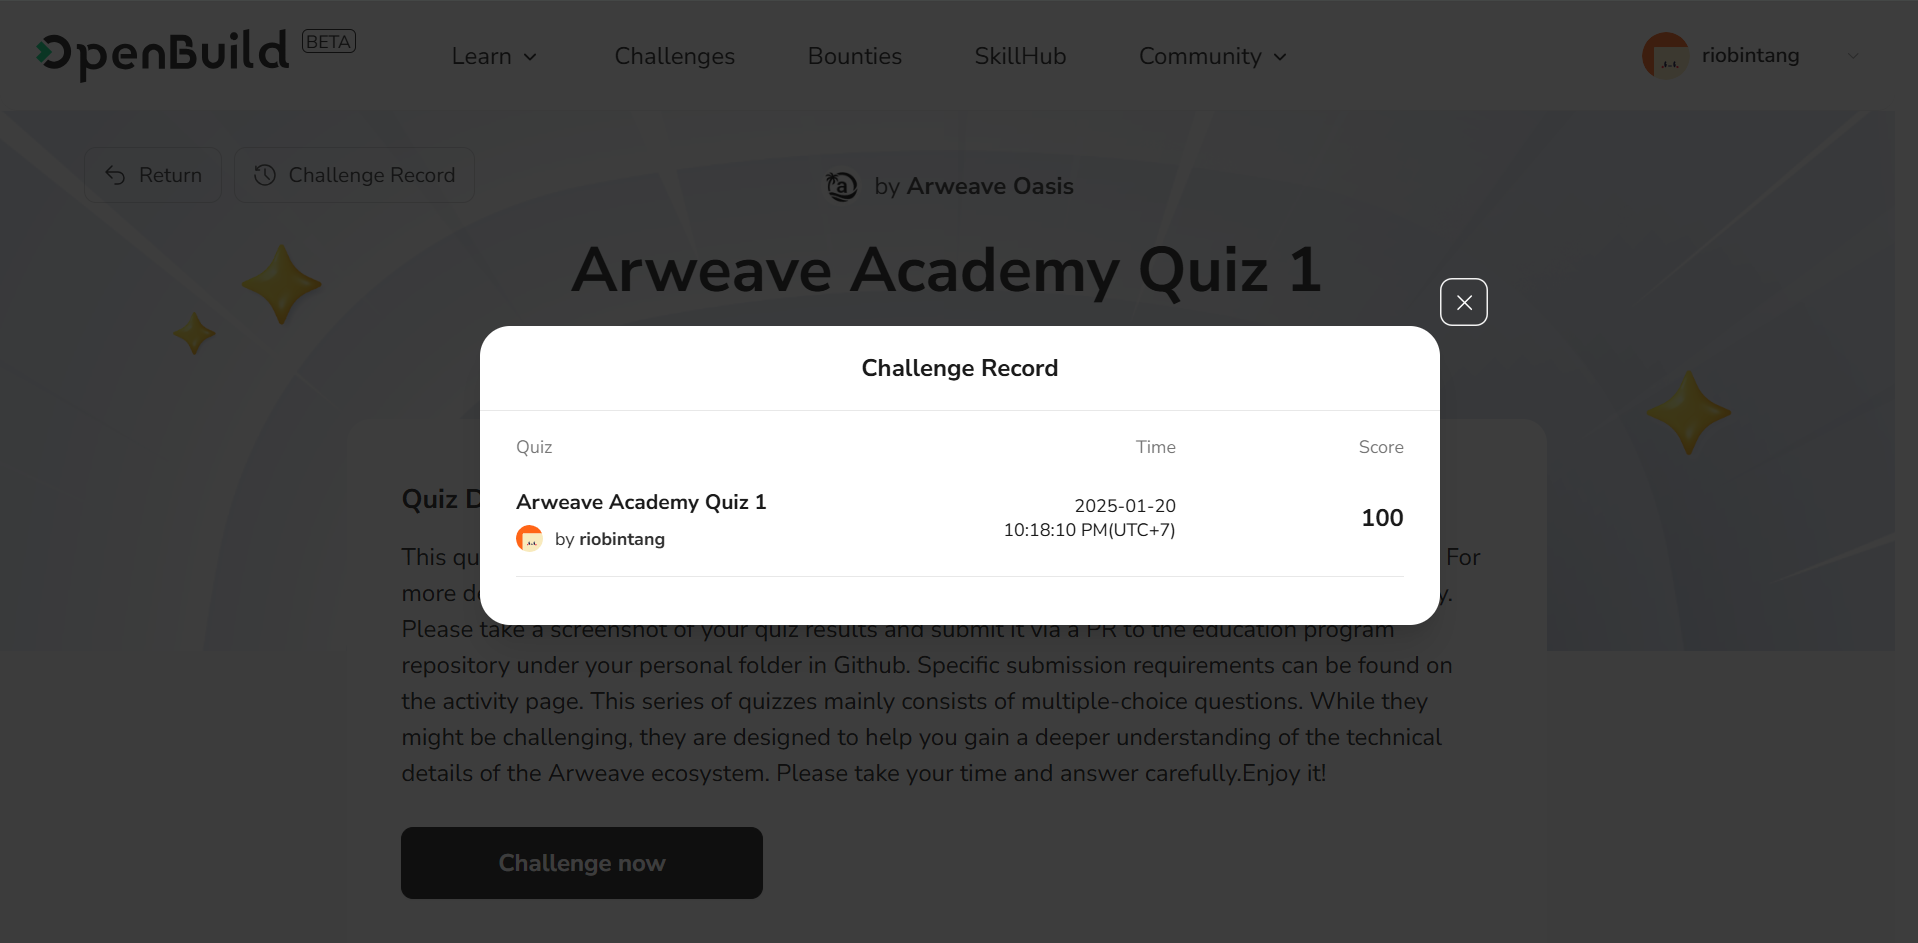 OpenBuild BETA Learn Challenges Bounties SkillHub Community riobintang
Return Challenge Record
by Arweave Oasis
Arweave Academy Quiz 1
Challenge Record
Quiz Time Score
Arweave Academy Quiz 1
by riobintang
2025-01-20
10:18:10 PM(UTC+7)
100
Quiz
This For
more
Please take a screenshot of your quiz results and submit it via a PR to the education program
repository under your personal folder in Github. Specific submission requirements can be found on
the activity page. This series of quizzes mainly consists of multiple-choice questions. While they
might be challenging, they are designed to help you gain a deeper understanding of the technical
details of the Arweave ecosystem. Please take your time and answer carefully.Enjoy it!
Challenge now